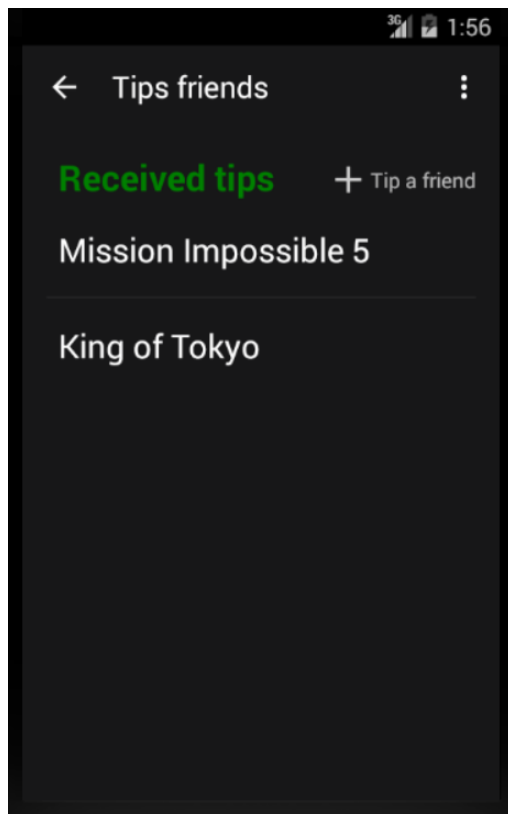 3G 1:56
Tips friends
Received tips + Tip a friend
Mission Impossible 5
King of Tokyo